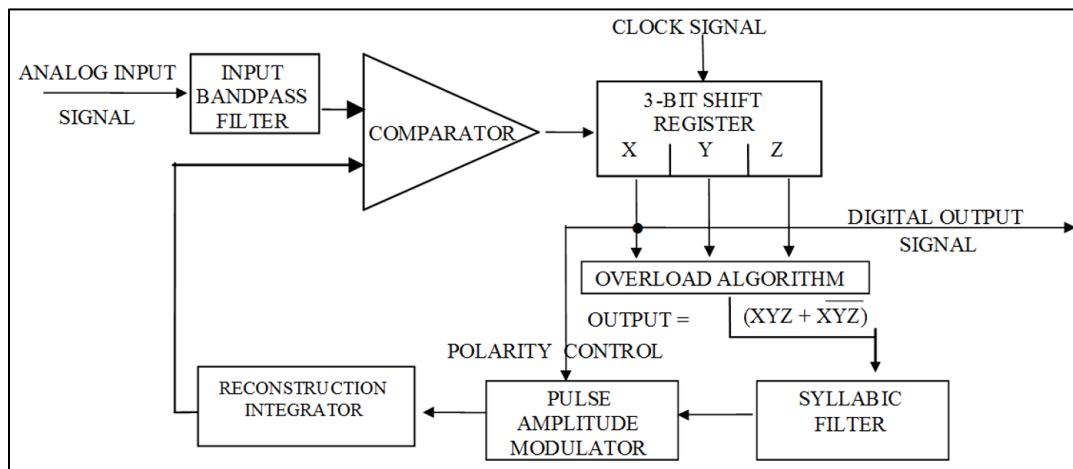 CLOCK SIGNAL
ANALOG INPUT
SIGNAL
INPUT
BANDPASS
FILTER
COMPARATOR
3-BIT SHIFT
REGISTER
X Y Z
DIGITAL OUTPUT
SIGNAL
OVERLOAD ALGORITHM
OUTPUT = (XYZ + X̅Y̅Z̅)
POLARITY CONTROL
RECONSTRUCTION
INTEGRATOR
PULSE
AMPLITUDE
MODULATOR
SYLLABIC
FILTER